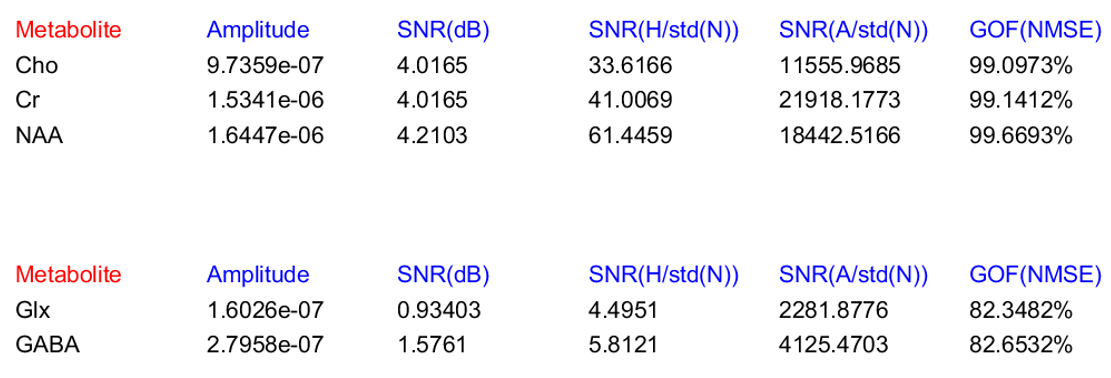 Metabolite Amplitude SNR(dB) SNR(H/std(N)) SNR(A/std(N)) GOF(NMSE)
Cho 9.7359e-07 4.0165 33.6166 11555.9685 99.0973%
Cr 1.5341e-06 4.0165 41.0069 21918.1773 99.1412%
NAA 1.6447e-06 4.2103 61.4459 18442.5166 99.6693%
Metabolite Amplitude SNR(dB) SNR(H/std(N)) SNR(A/std(N)) GOF(NMSE)
Glx 1.6026e-07 0.93403 4.4951 2281.8776 82.3482%
GABA 2.7958e-07 1.5761 5.8121 4125.4703 82.6532%